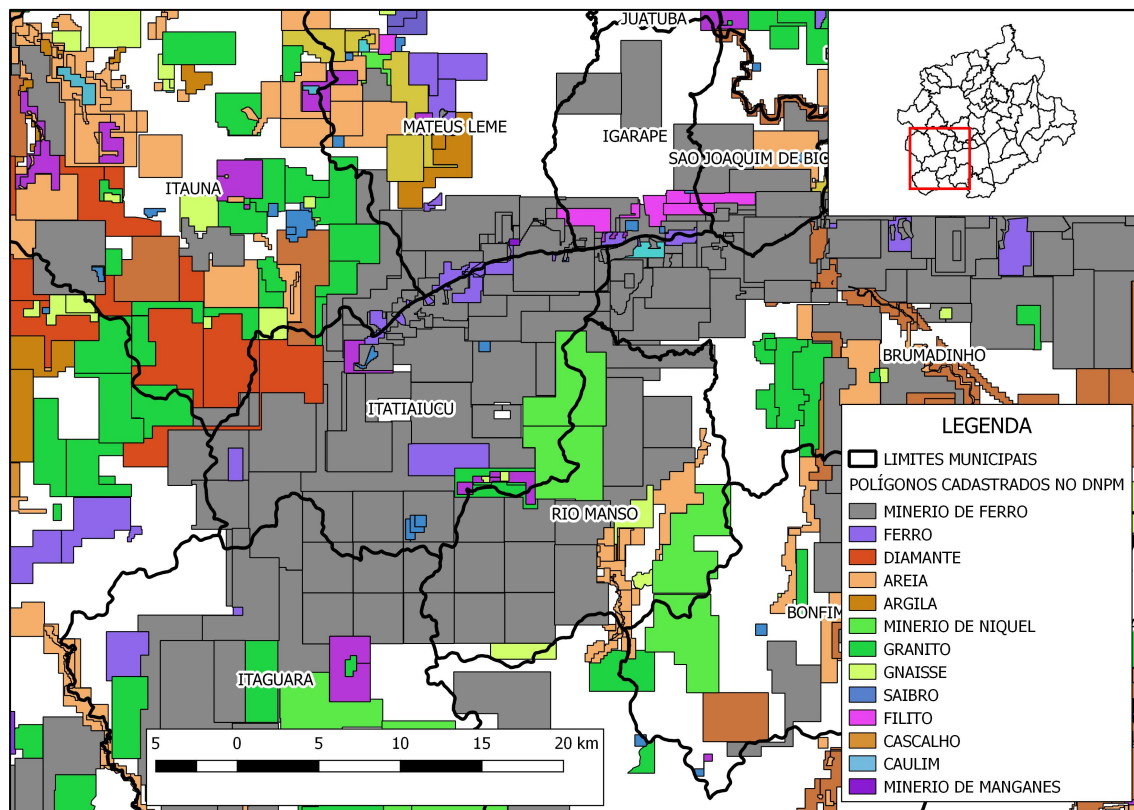 JUATUBA
MATEUS LEME
IGARAPE
SAO JOAQUIM DE BIC
ITAUNA
BRUMADINHO
ITATIAIUCU
RIO MANSO
BONFIM
ITAGUARA
5 0 5 10 15 20 km
LEGENDA
LIMITES MUNICIPAIS
POLÍGONOS CADASTRADOS NO DNPM
MINERIO DE FERRO
FERRO
DIAMANTE
AREIA
ARGILA
MINERIO DE NIQUEL
GRANITO
GNAISSE
SAIBRO
FILITO
CASCALHO
CAULIM
MINERIO DE MANGANES